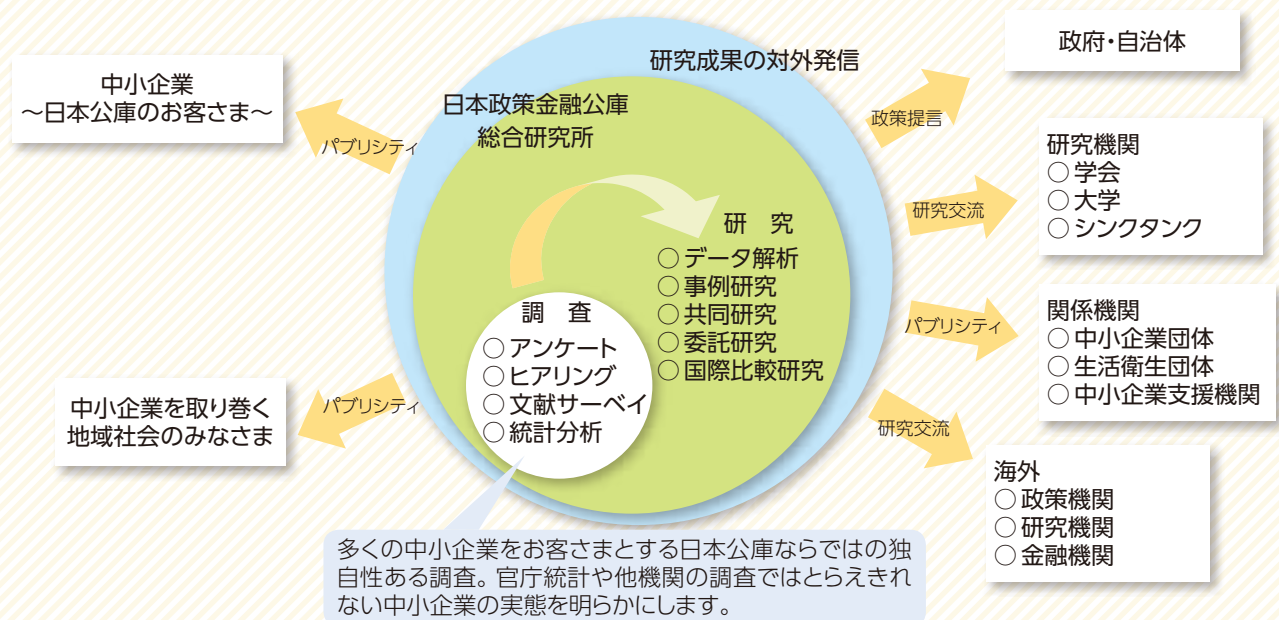 中小企業
～日本公庫のお客さま～
パブリシティ
中小企業を取り巻く
地域社会のみなさま
パブリシティ
研究成果の対外発信
日本政策金融公庫
総合研究所
研　究
○ データ解析
○ 事例研究
○ 共同研究
○ 委託研究
○ 国際比較研究
調　査
○ アンケート
○ ヒアリング
○ 文献サーベイ
○ 統計分析
多くの中小企業をお客さまとする日本公庫ならではの独
自性ある調査。官庁統計や他機関の調査ではとらえきれ
ない中小企業の実態を明らかにします。
政策提言
政府・自治体
研究交流
研究機関
○ 学会
○ 大学
○ シンクタンク
パブリシティ
関係機関
○ 中小企業団体
○ 生活衛生団体
○ 中小企業支援機関
研究交流
海外
○ 政策機関
○ 研究機関
○ 金融機関